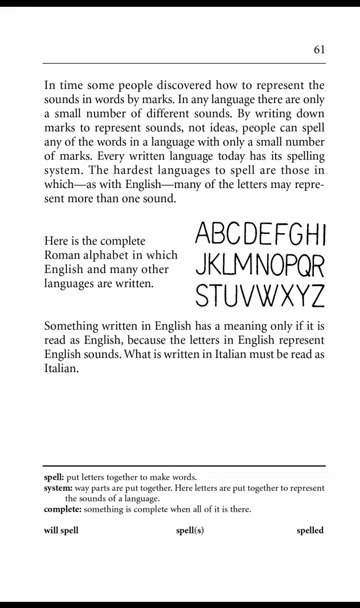 61
In time some people discovered how to represent the
sounds in words by marks. In any language there are only
a small number of different sounds. By writing down
marks to represent sounds, not ideas, people can spell
any of the words in a language with only a small number
of marks. Every written language today has its spelling
system. The hardest languages to spell are those in
which—as with English—many of the letters may repre-
sent more than one sound.
Here is the complete
Roman alphabet in which
English and many other
languages are written.
ABCDEFGHI
JKLMNOPQR
STUVWXYZ
Something written in English has a meaning only if it is
read as English, because the letters in English represent
English sounds. What is written in Italian must be read as
Italian.
spell: put letters together to make words.
system: way parts are put together. Here letters are put together to represent
the sounds of a language.
complete: something is complete when all of it is there.
will spell spell(s) spelled